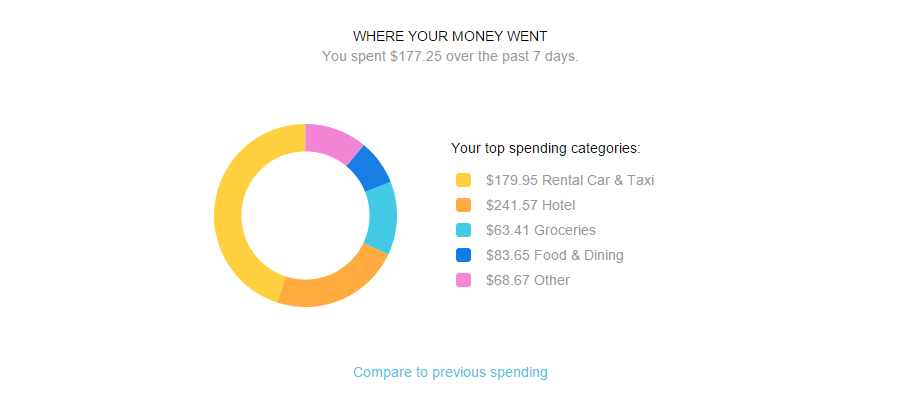 WHERE YOUR MONEY WENT
You spent $177.25 over the past 7 days.
Your top spending categories:
$179.95 Rental Car & Taxi
$241.57 Hotel
$63.41 Groceries
$83.65 Food & Dining
$68.67 Other
Compare to previous spending